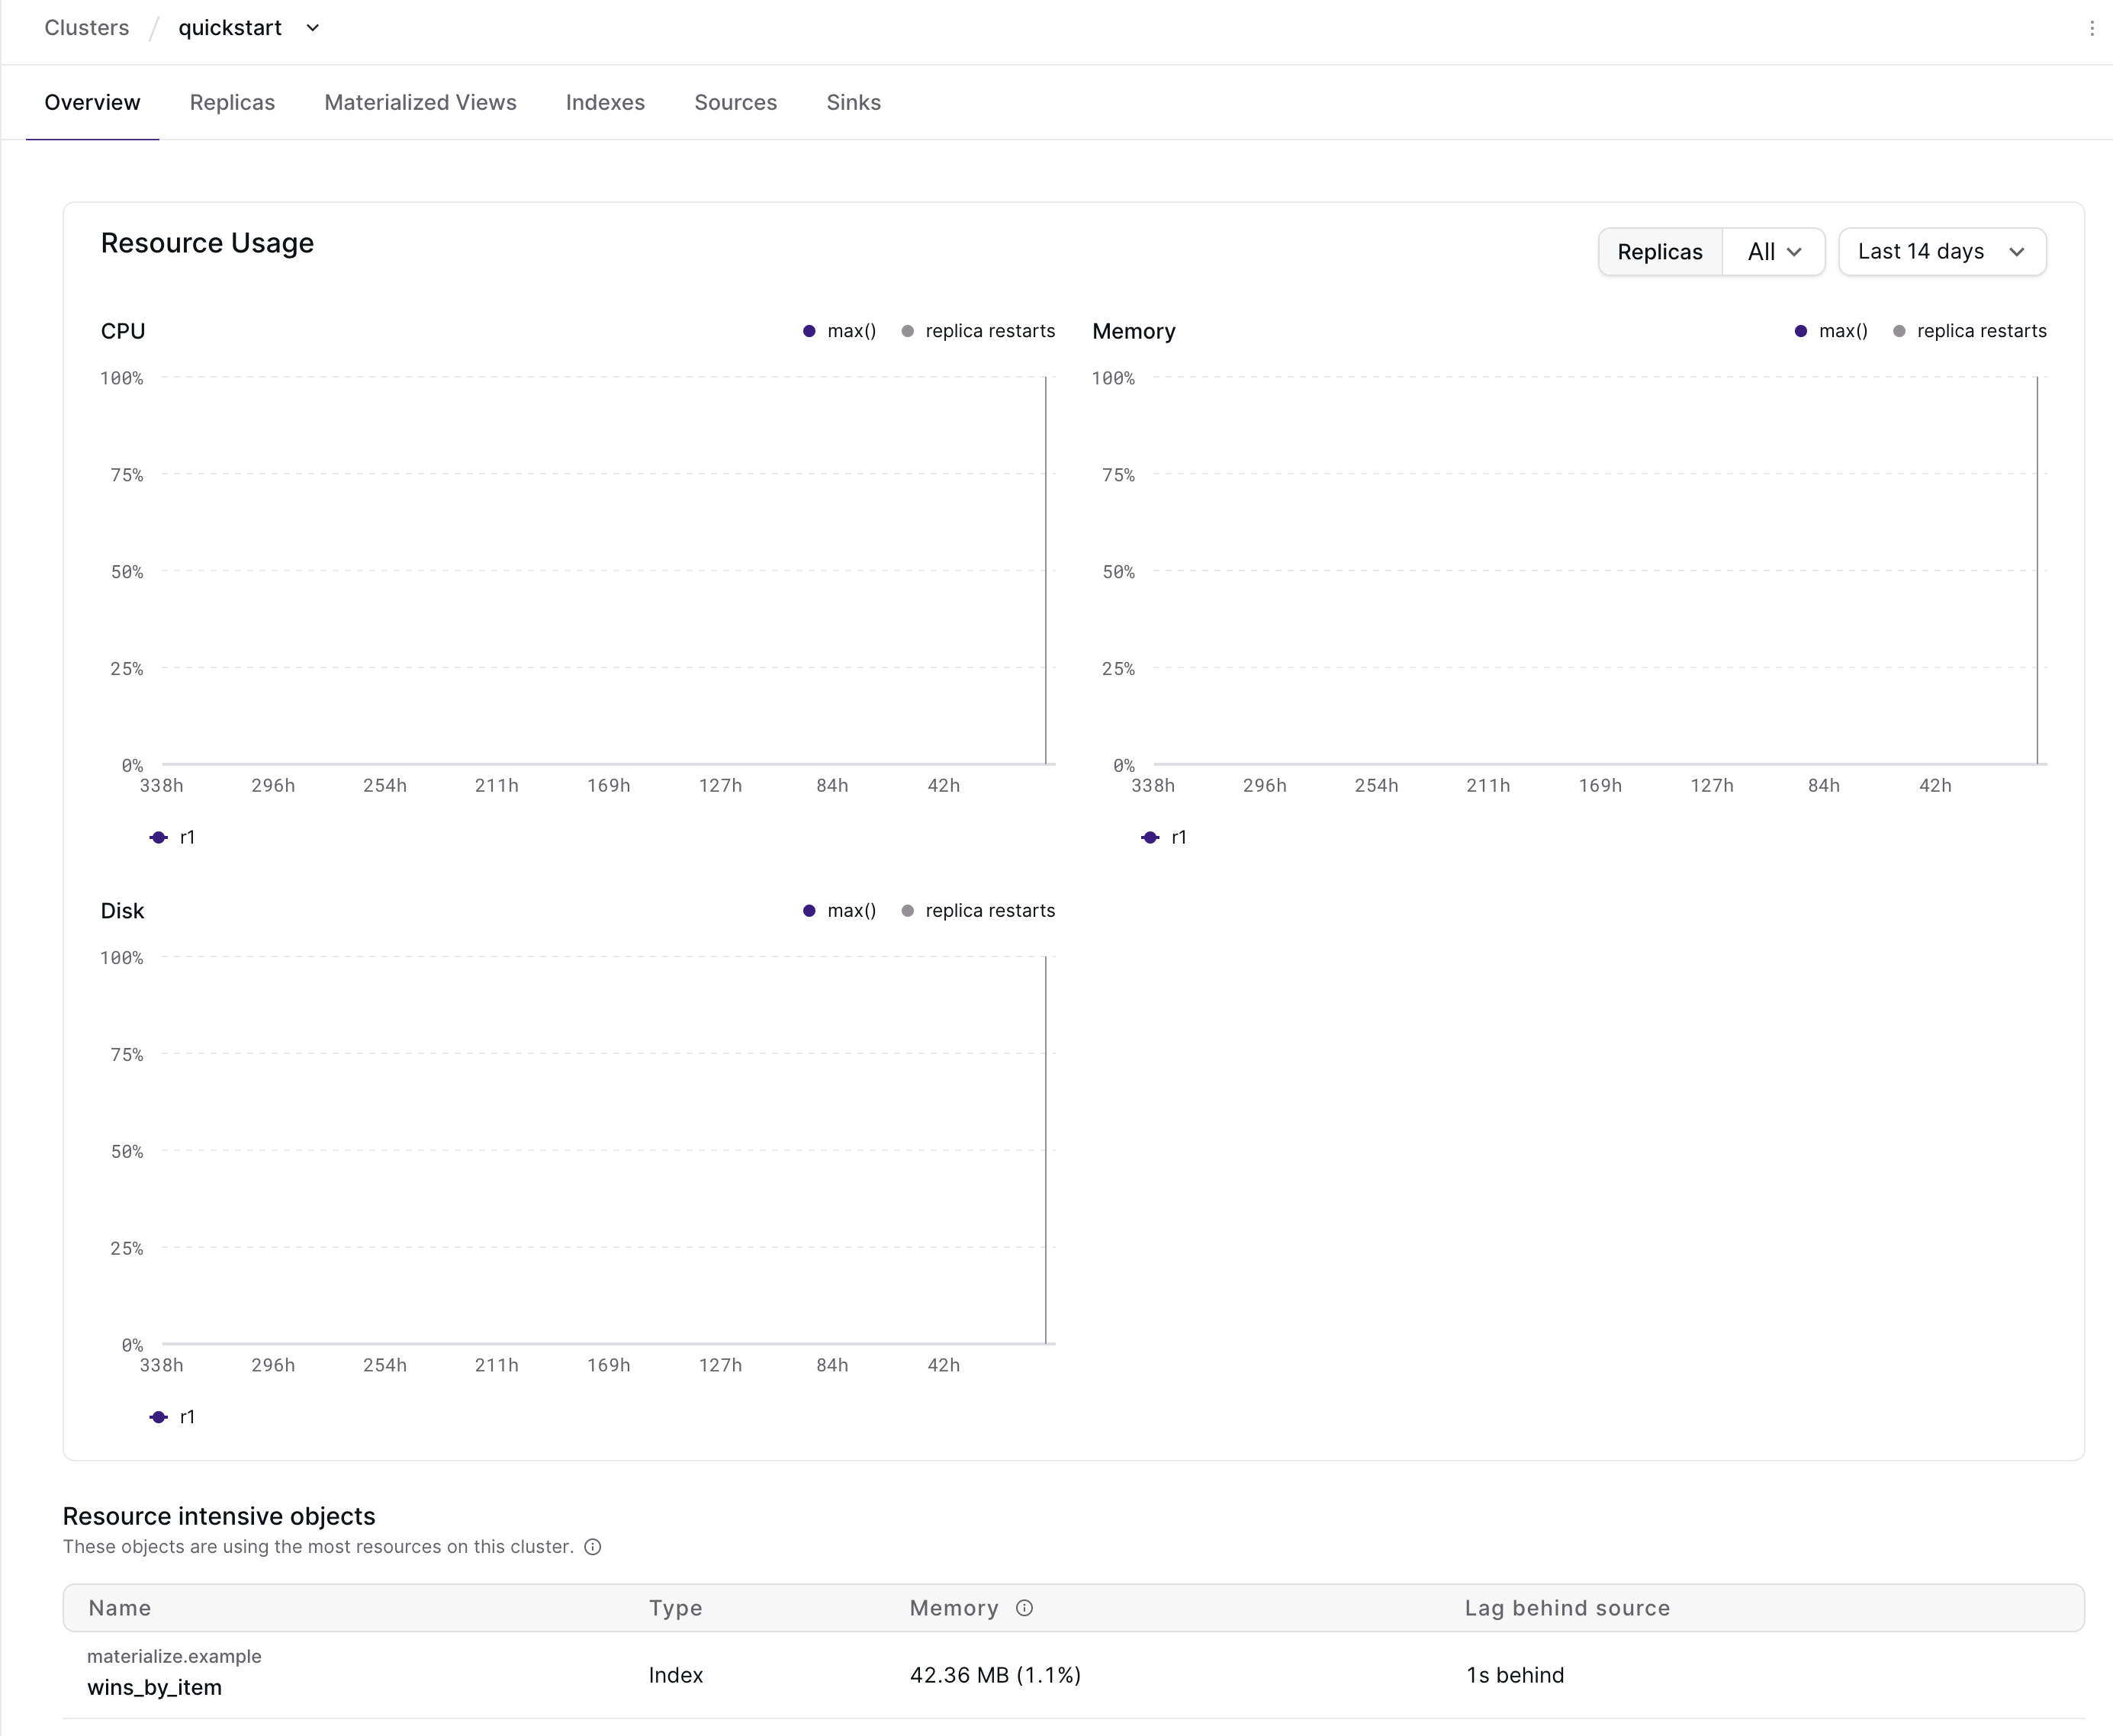 Clusters / quickstart
Overview Replicas Materialized Views Indexes Sources Sinks
Resource Usage
Replicas All Last 14 days
CPU max() replica restarts
100%
75%
50%
25%
0%
338h 296h 254h 211h 169h 127h 84h 42h
r1
Memory max() replica restarts
100%
75%
50%
25%
0%
338h 296h 254h 211h 169h 127h 84h 42h
r1
Disk max() replica restarts
100%
75%
50%
25%
0%
338h 296h 254h 211h 169h 127h 84h 42h
r1
Resource intensive objects
These objects are using the most resources on this cluster.
Name Type Memory Lag behind source
materialize.example
wins_by_item Index 42.36 MB (1.1%) 1s behind